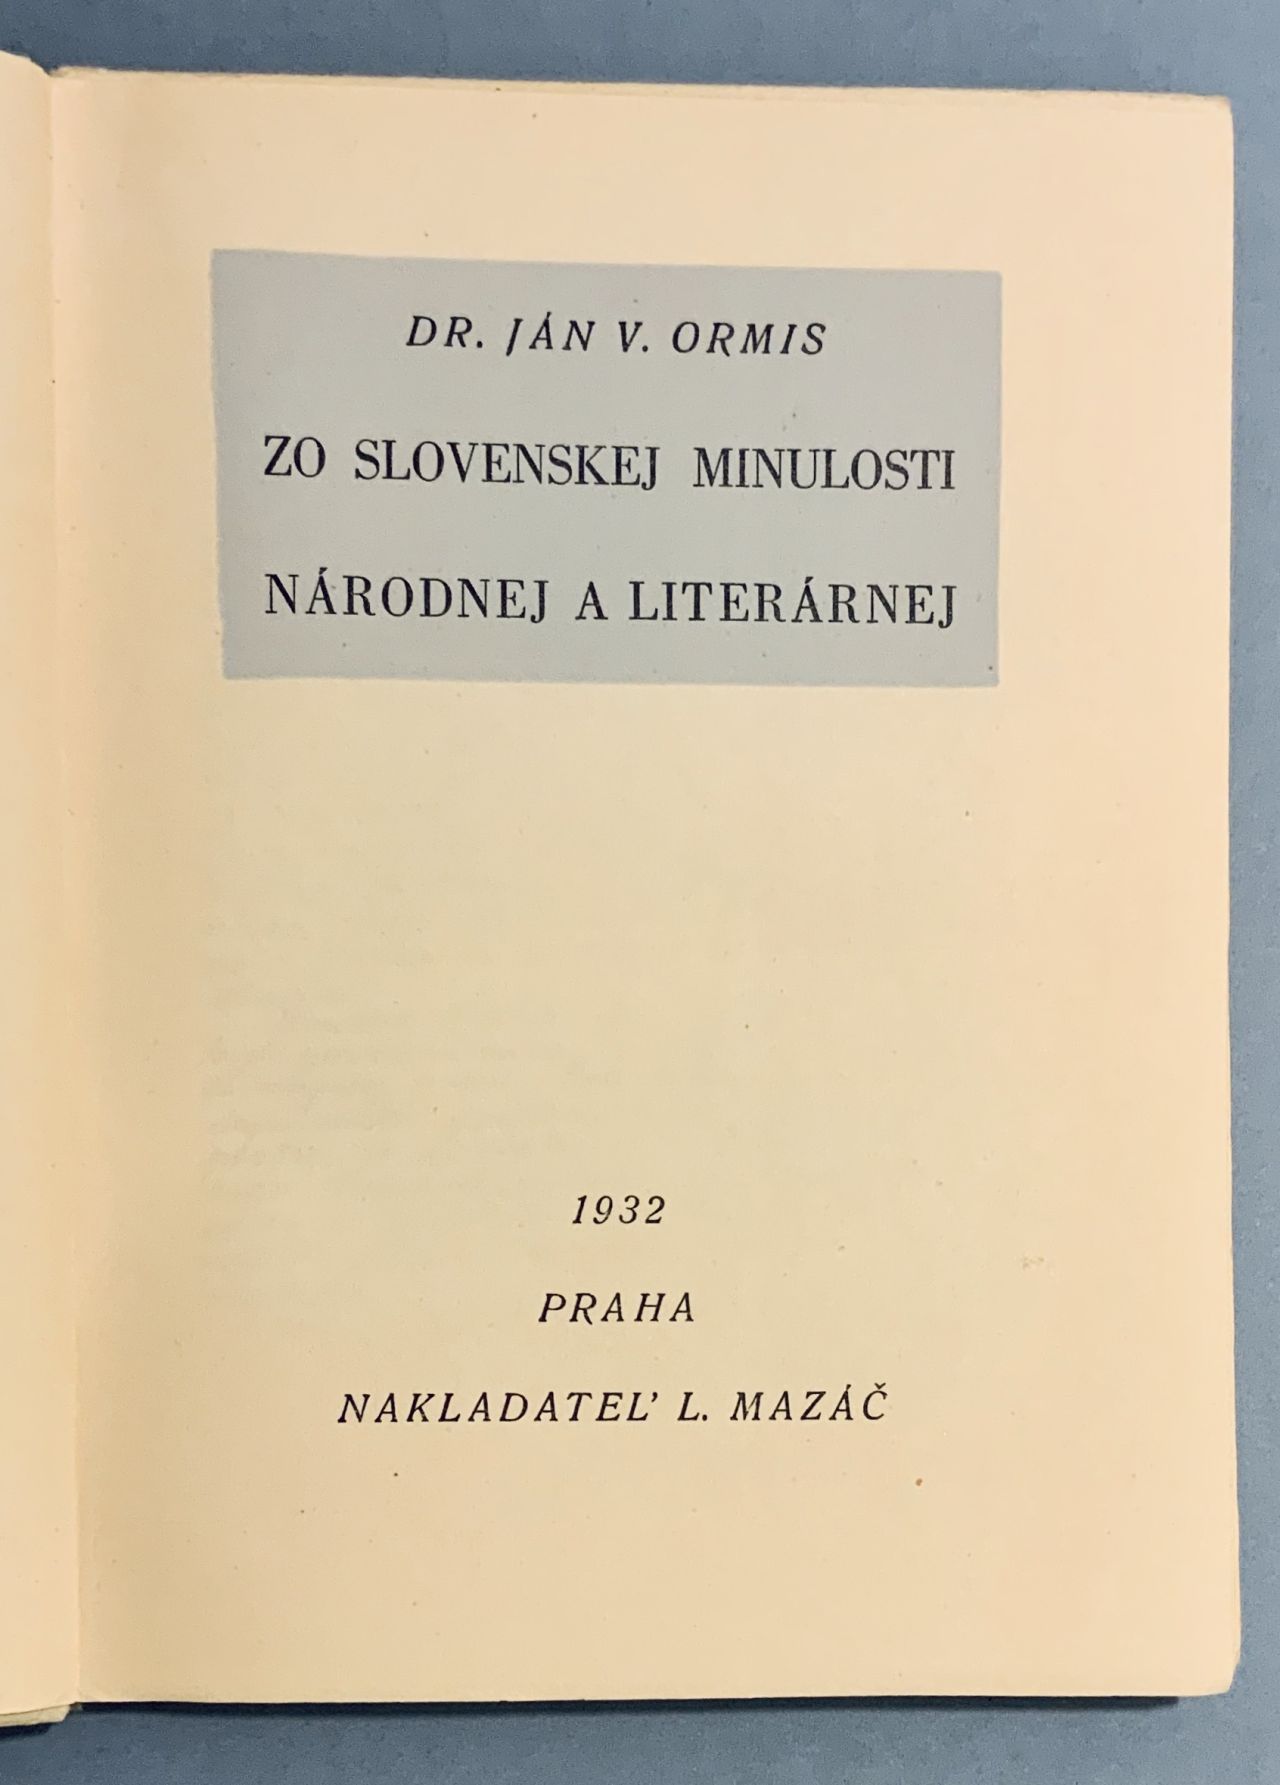 DR. JÁN V. ORMIS
ZO SLOVENSKEJ MINULOSTI
NÁRODNEJ A LITERÁRNEJ
1932
PRAHA
NAKLADATEĽ L. MAZÁČ